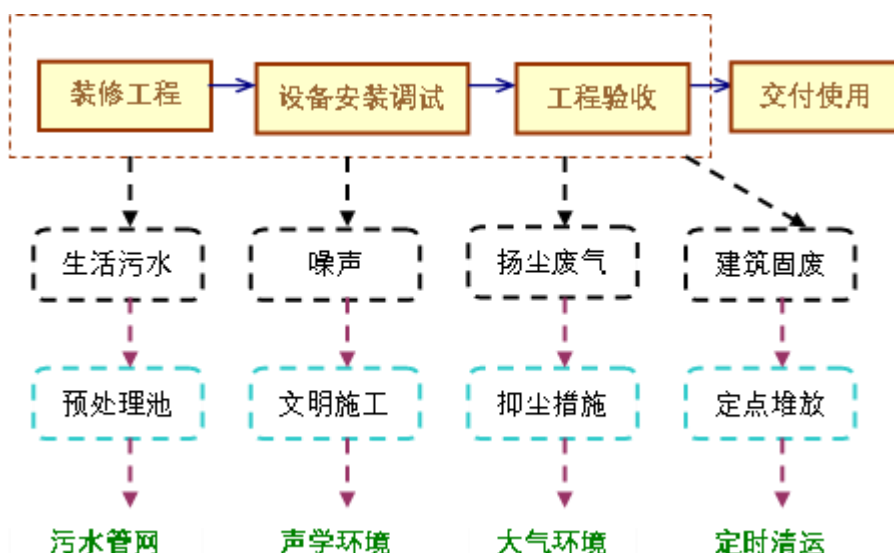 装修工程 设备安装调试 工程验收 交付使用
生活污水 噪声 扬尘废气 建筑固废
预处理池 文明施工 抑尘措施 定点堆放
污水管网 声学环境 大气环境 定时清运